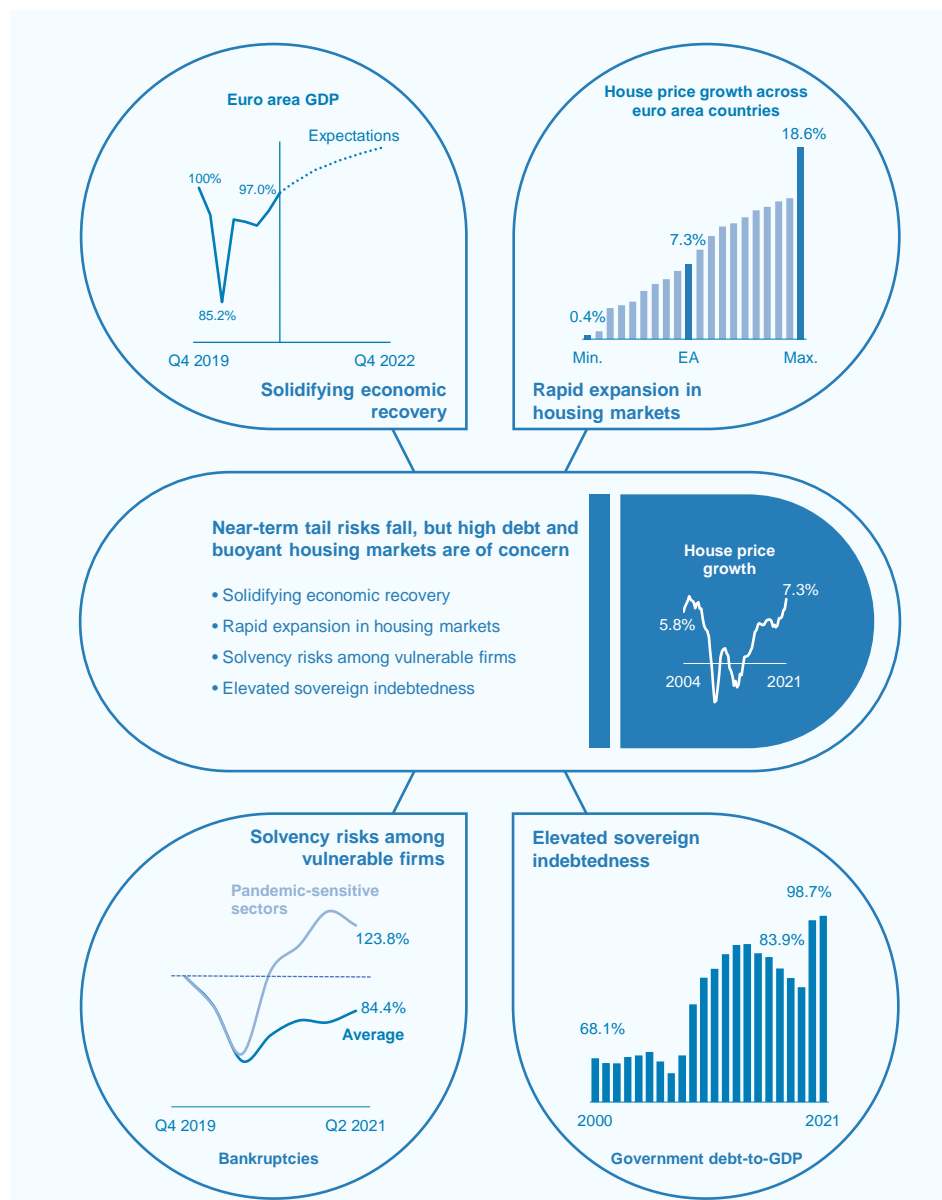 Euro area GDP
Expectations
100%
97.0%
85.2%
Q4 2019
Q4 2022
Solidifying economic
recovery
House price growth across
euro area countries
18.6%
7.3%
0.4%
Min.
EA
Max.
Rapid expansion in
housing markets
Near-term tail risks fall, but high debt and
buoyant housing markets are of concern
• Solidifying economic recovery
• Rapid expansion in housing markets
• Solvency risks among vulnerable firms
• Elevated sovereign indebtedness
House price
growth
7.3%
5.8%
2004
2021
Solvency risks among
vulnerable firms
Pandemic-sensitive
sectors
123.8%
84.4%
Average
Q4 2019
Q2 2021
Bankruptcies
Elevated sovereign
indebtedness
98.7%
83.9%
68.1%
2000
2021
Government debt-to-GDP